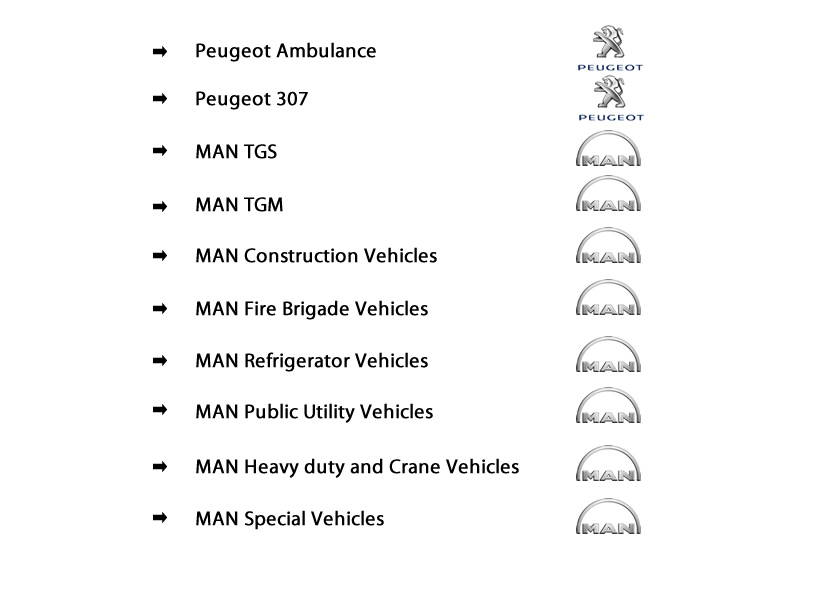 Peugeot Ambulance PEUGEOT
Peugeot 307 PEUGEOT
MAN TGS MAN
MAN TGM MAN
MAN Construction Vehicles MAN
MAN Fire Brigade Vehicles MAN
MAN Refrigerator Vehicles MAN
MAN Public Utility Vehicles MAN
MAN Heavy duty and Crane Vehicles MAN
MAN Special Vehicles MAN